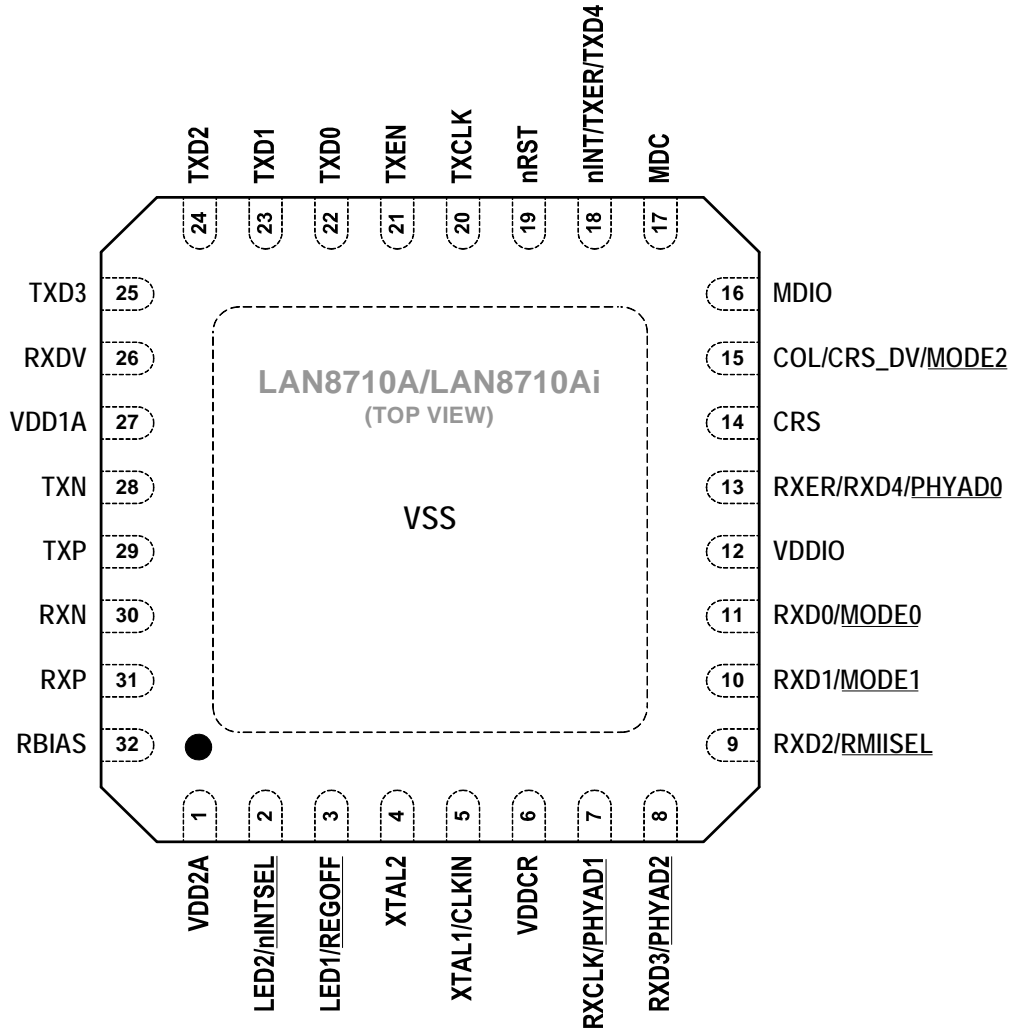 nINT/TXER/TXD4
TXD2
TXD1
TXD0
TXEN
TXCLK
nRST
MDC
24
23
22
21
20
19
18
17
TXD3 25
16 MDIO
RXDV 26
15 COL/CRS_DV/MODE2
LAN8710A/LAN8710Ai
(TOP VIEW)
VDD1A 27
14 CRS
TXN 28
13 RXER/RXD4/PHYAD0
VSS
TXP 29
12 VDDIO
RXN 30
11 RXD0/MODE0
RXP 31
10 RXD1/MODE1
RBIAS 32
9 RXD2/RMIISEL
1
2
3
4
5
6
7
8
VDD2A
LED2/nINTSEL
LED1/REGOFF
XTAL2
XTAL1/CLKIN
VDDCR
RXCLK/PHYAD1
RXD3/PHYAD2